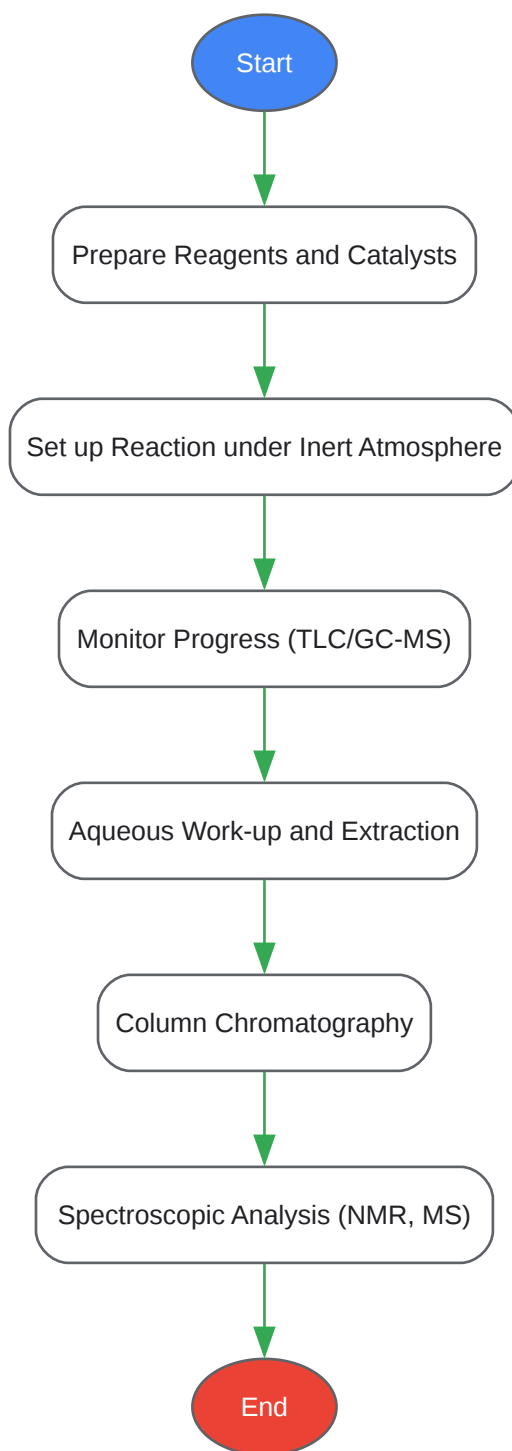 Start
Prepare Reagents and Catalysts
Set up Reaction under Inert Atmosphere
Monitor Progress (TLC/GC-MS)
Aqueous Work-up and Extraction
Column Chromatography
Spectroscopic Analysis (NMR, MS)
End